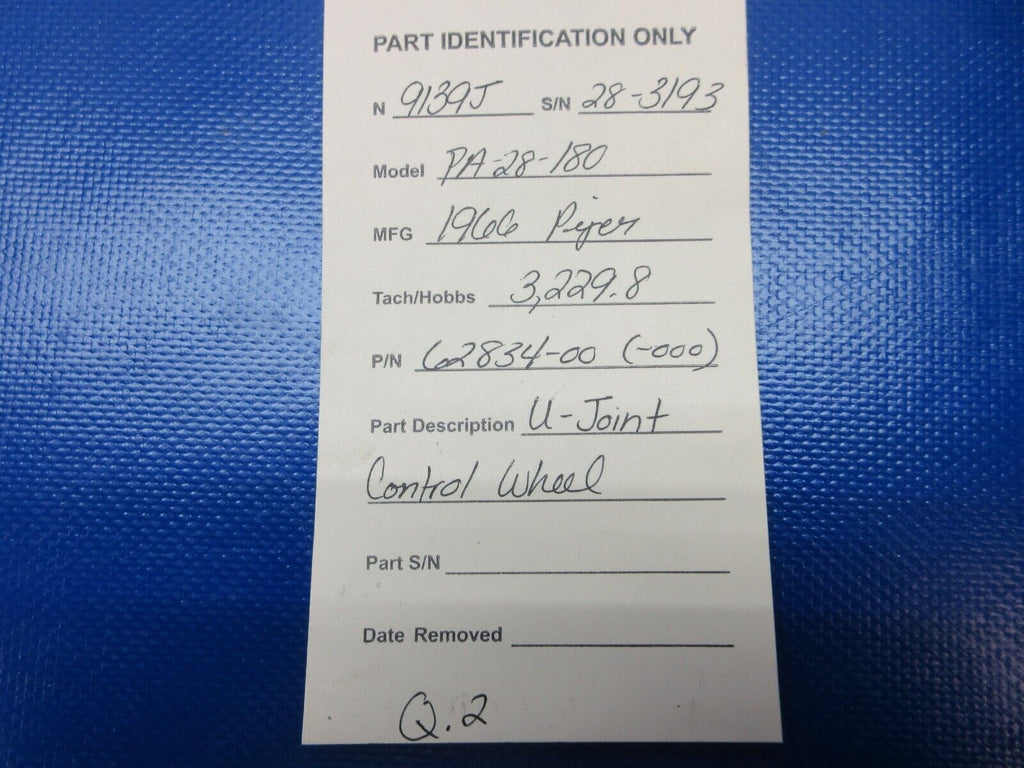 PART IDENTIFICATION ONLY
N 9139J S/N 28-3193
Model PA-28-180
MFG 1966 Piper
Tach/Hobbs 3,229.8
P/N 62834-00 (-000)
Part Description U-Joint
Control Wheel
Part S/N
Date Removed
Q.2